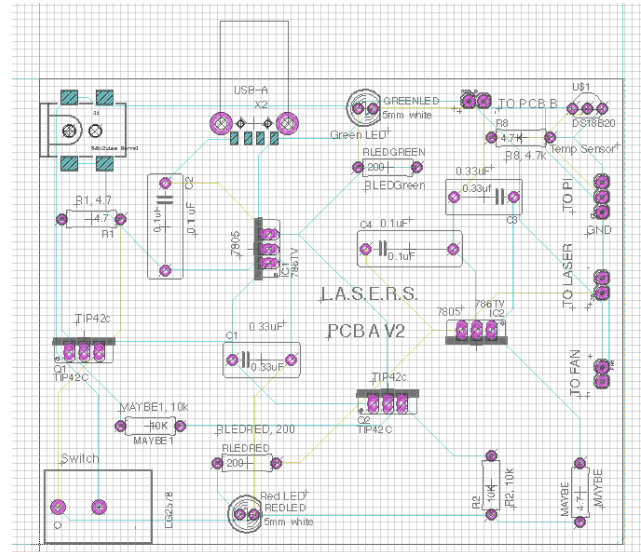 USB-A
X2
GREENLED
5mm white
Green LED
TO PCB B
U$1
DS18B20
R8
4.7K
R8, 4.7k
Temp Sensor
RLEDGREEN
200
RLEDGreen
C2
0.1uF
0.1 uF
R1, 4.7
4.7
R1
0.33uF
0.33uf
C3
TO PI
GND
7805
IC1
786TV
C4
0.1uF
0.1uF
TO LASER
L.A.S.E.R.S.
PCB A V2
7805
786TV
IC2
TIP42c
Q1
TIP42C
C1
0.33uF
0.33uF
TO FAN
TIP42c
Q2
TIP42C
MAYBE1, 10k
10K
MAYBE1
RLEDRED, 200
RLEDRED
200
Switch
EG2578
Red LED
REDLED
5mm white
R2
10K
R2, 10k
MAYBE
4.7
MAYBE